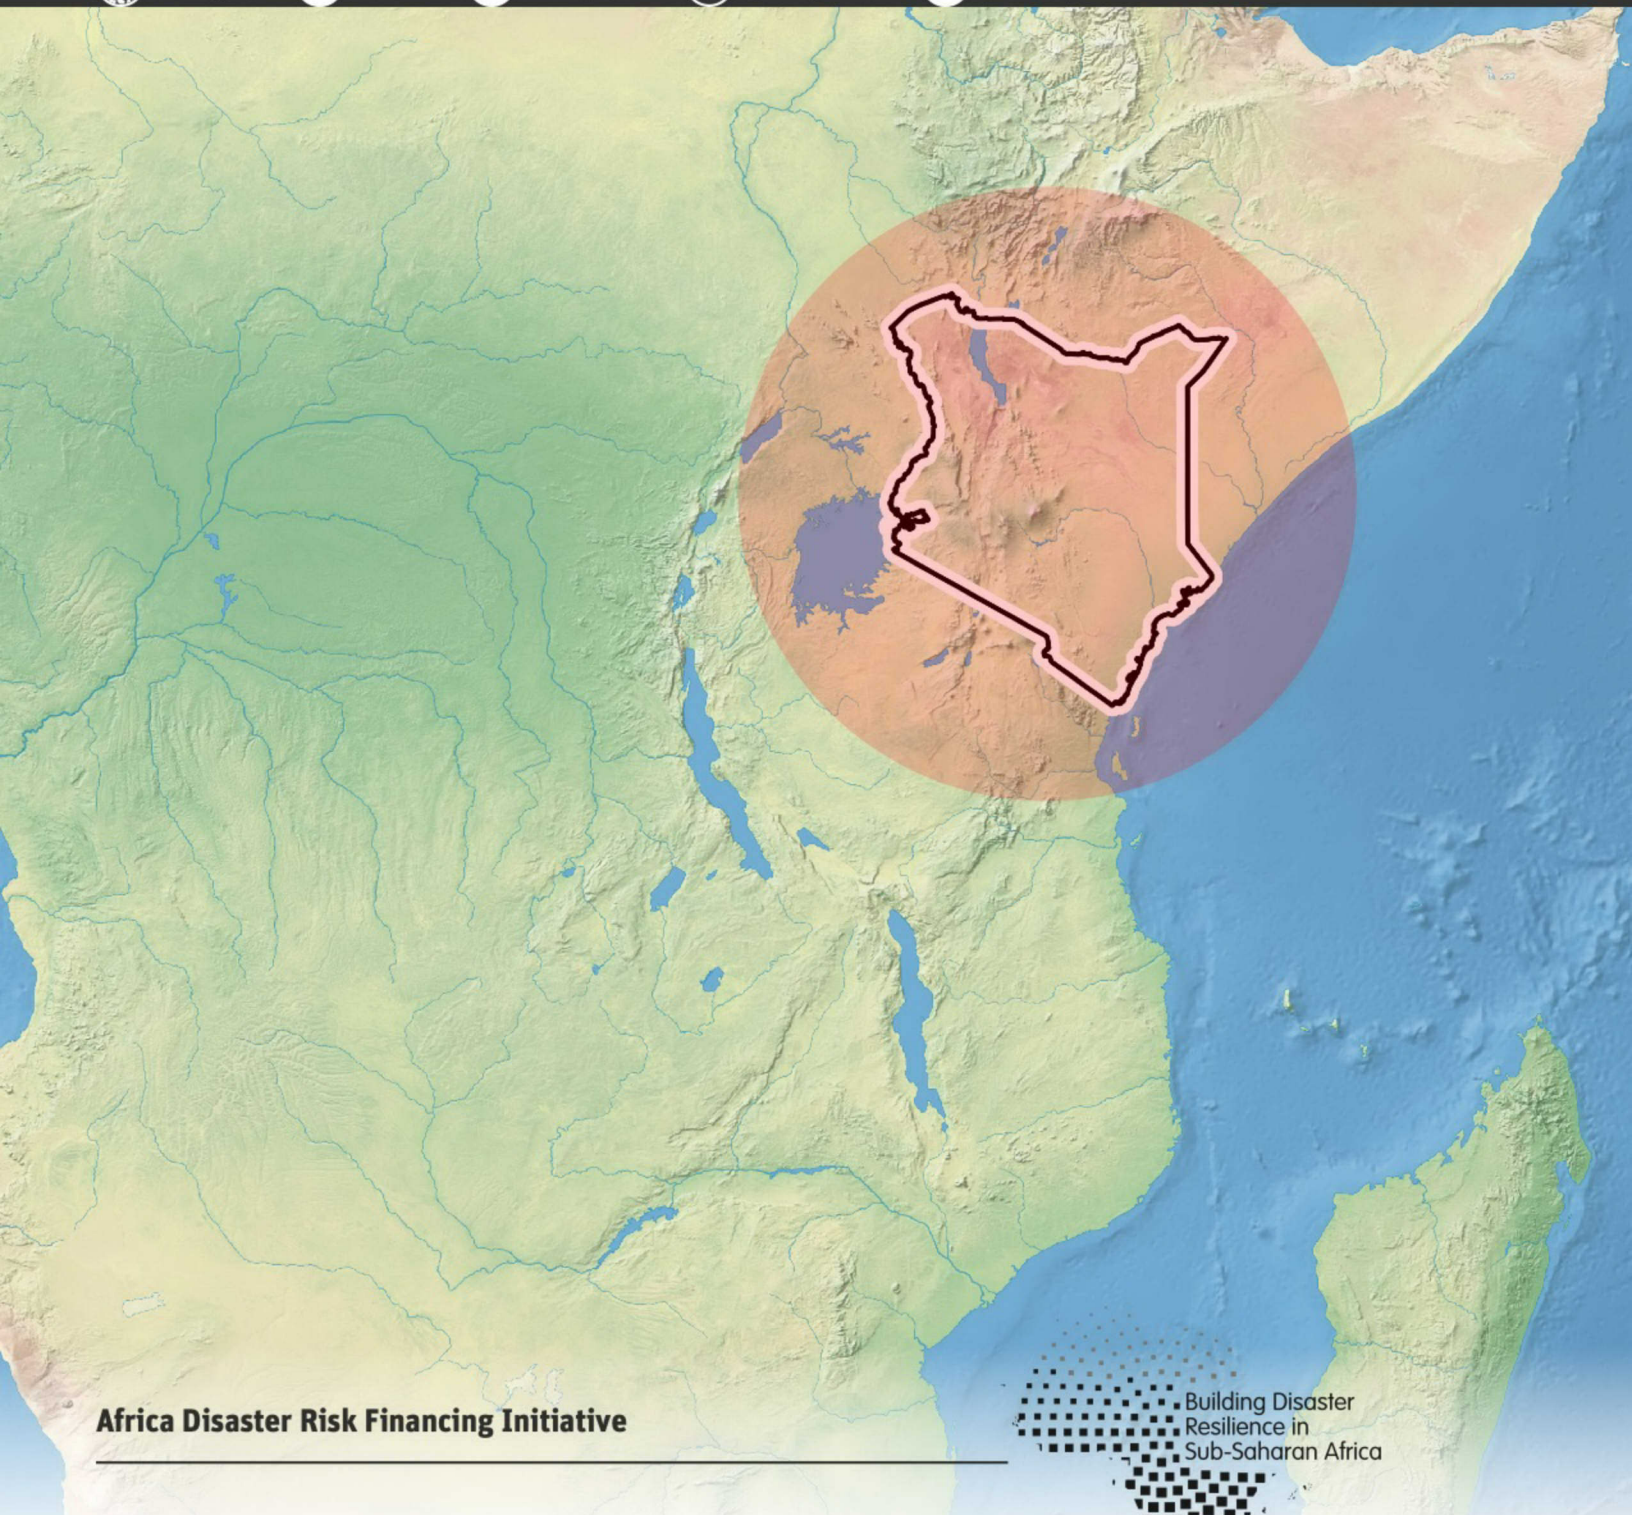 Africa Disaster Risk Financing Initiative
Building Disaster
Resilience in
Sub-Saharan Africa